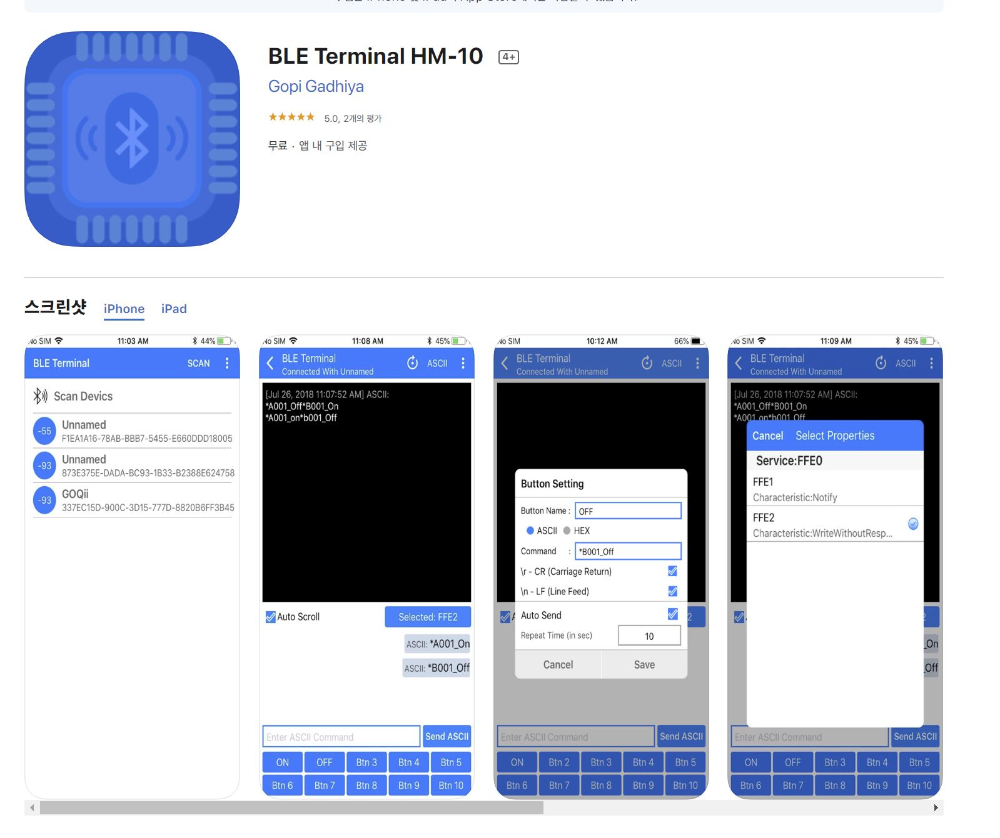 BLE Terminal HM-10 4+
Gopi Gadhiya
★★★★★ 5.0, 2개의 평가
무료 · 앱 내 구입 제공
스크린샷 iPhone iPad
No SIM 11:03 AM 44%
BLE Terminal SCAN
Scan Devics
-55 Unnamed
F1EA1A16-78AB-BBB7-5455-E660DDD18005
-93 Unnamed
873E375E-DADA-BC93-1B33-B2388E624758
-93 GOQii
337EC15D-900C-3D15-777D-8820B6FF3B45
No SIM 11:08 AM 45%
BLE Terminal
Connected With Unnamed
ASCII
[Jul 26, 2018 11:07:52 AM] ASCII:
*A001_Off*B001_On
*A001_on*b001_Off
Auto Scroll Selected: FFE2
ASCII: *A001_On
ASCII: *B001_Off
Enter ASCII Command Send ASCII
ON OFF Btn 3 Btn 4 Btn 5
Btn 6 Btn 7 Btn 8 Btn 9 Btn 10
No SIM 10:12 AM 66%
BLE Terminal
Connected With Unnamed
ASCII
Button Setting
Button Name : OFF
ASCII HEX
Command : *B001_Off
\r - CR (Carriage Return)
\n - LF (Line Feed)
Auto Send
Repeat Time (in sec) 10
Cancel Save
Enter ASCII Command Send ASCII
ON Btn 2 Btn 3 Btn 4 Btn 5
Btn 6 Btn 7 Btn 8 Btn 9 Btn 10
No SIM 11:09 AM 45%
BLE Terminal
Connected With Unnamed
ASCII
[Jul 26, 2018 11:07:52 AM] ASCII:
*A001_Off*B001_On
*A001_on*b001_Off
Cancel Select Properties
Service:FFE0
FFE1
Characteristic:Notify
FFE2
Characteristic:WriteWithoutResp...
_On
_Off
Enter ASCII Command Send ASCII
ON OFF Btn 3 Btn 4 Btn 5
Btn 6 Btn 7 Btn 8 Btn 9 Btn 10